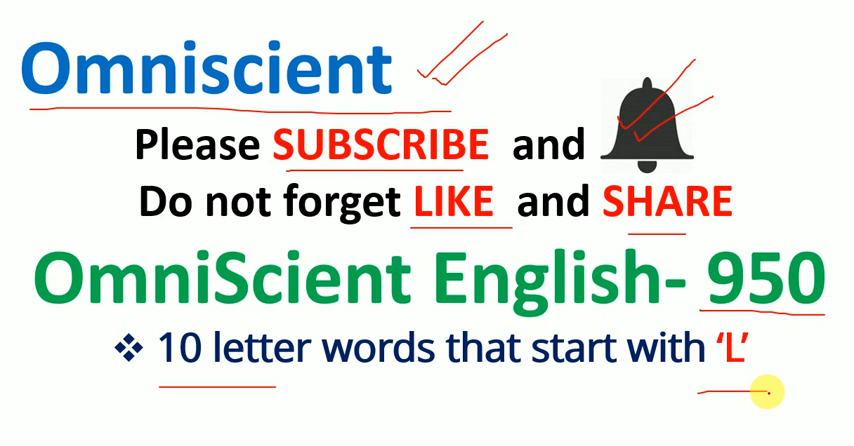 Omniscient
Please SUBSCRIBE and
Do not forget LIKE and SHARE
OmniScient English- 950
❖ 10 letter words that start with ‘L’